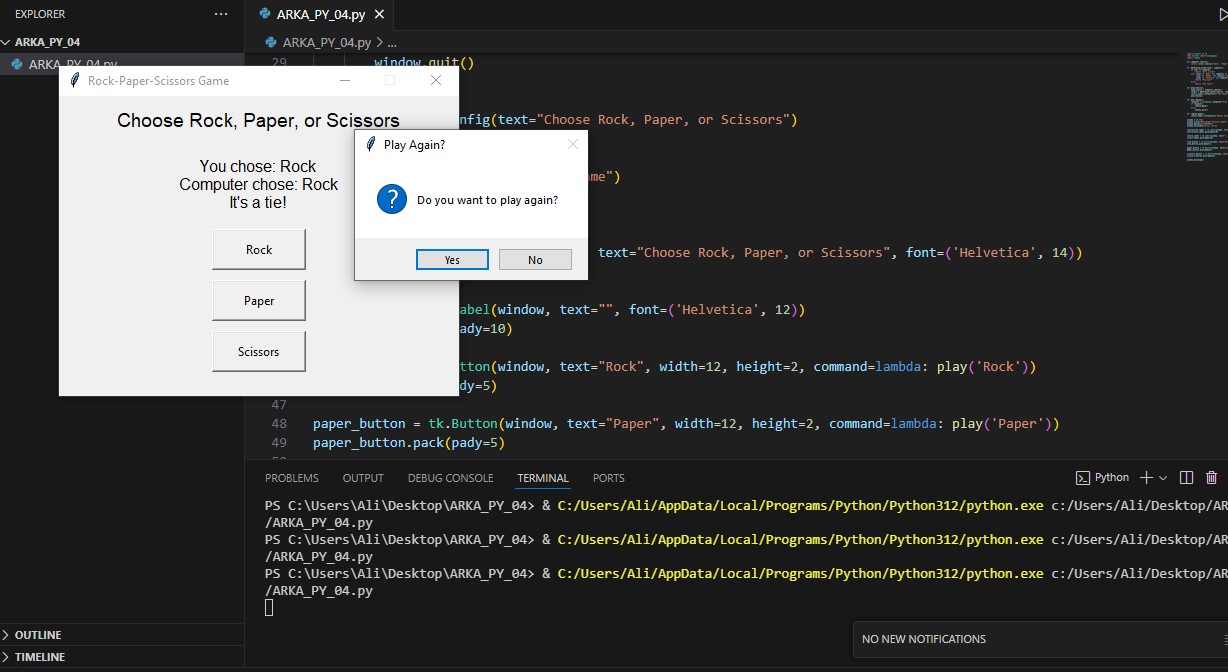 EXPLORER
ARKA_PY_04
ARKA_PY_04.py
ARKA_PY_04.py
ARKA_PY_04.py > ...
29 window.quit()
Rock-Paper-Scissors Game
Choose Rock, Paper, or Scissors
You chose: Rock
Computer chose: Rock
It's a tie!
Rock
Paper
Scissors
Play Again?
Do you want to play again?
Yes
No
nfig(text="Choose Rock, Paper, or Scissors")
me")
text="Choose Rock, Paper, or Scissors", font=('Helvetica', 14))
abel(window, text="", font=('Helvetica', 12))
ady=10)
tton(window, text="Rock", width=12, height=2, command=lambda: play('Rock'))
dy=5)
47
48 paper_button = tk.Button(window, text="Paper", width=12, height=2, command=lambda: play('Paper'))
49 paper_button.pack(pady=5)
PROBLEMS OUTPUT DEBUG CONSOLE TERMINAL PORTS
Python
PS C:\Users\Ali\Desktop\ARKA_PY_04> & C:/Users/Ali/AppData/Local/Programs/Python/Python312/python.exe c:/Users/Ali/Desktop/AR
/ARKA_PY_04.py
PS C:\Users\Ali\Desktop\ARKA_PY_04> & C:/Users/Ali/AppData/Local/Programs/Python/Python312/python.exe c:/Users/Ali/Desktop/AR
/ARKA_PY_04.py
PS C:\Users\Ali\Desktop\ARKA_PY_04> & C:/Users/Ali/AppData/Local/Programs/Python/Python312/python.exe c:/Users/Ali/Desktop/AR
/ARKA_PY_04.py
OUTLINE
TIMELINE
NO NEW NOTIFICATIONS